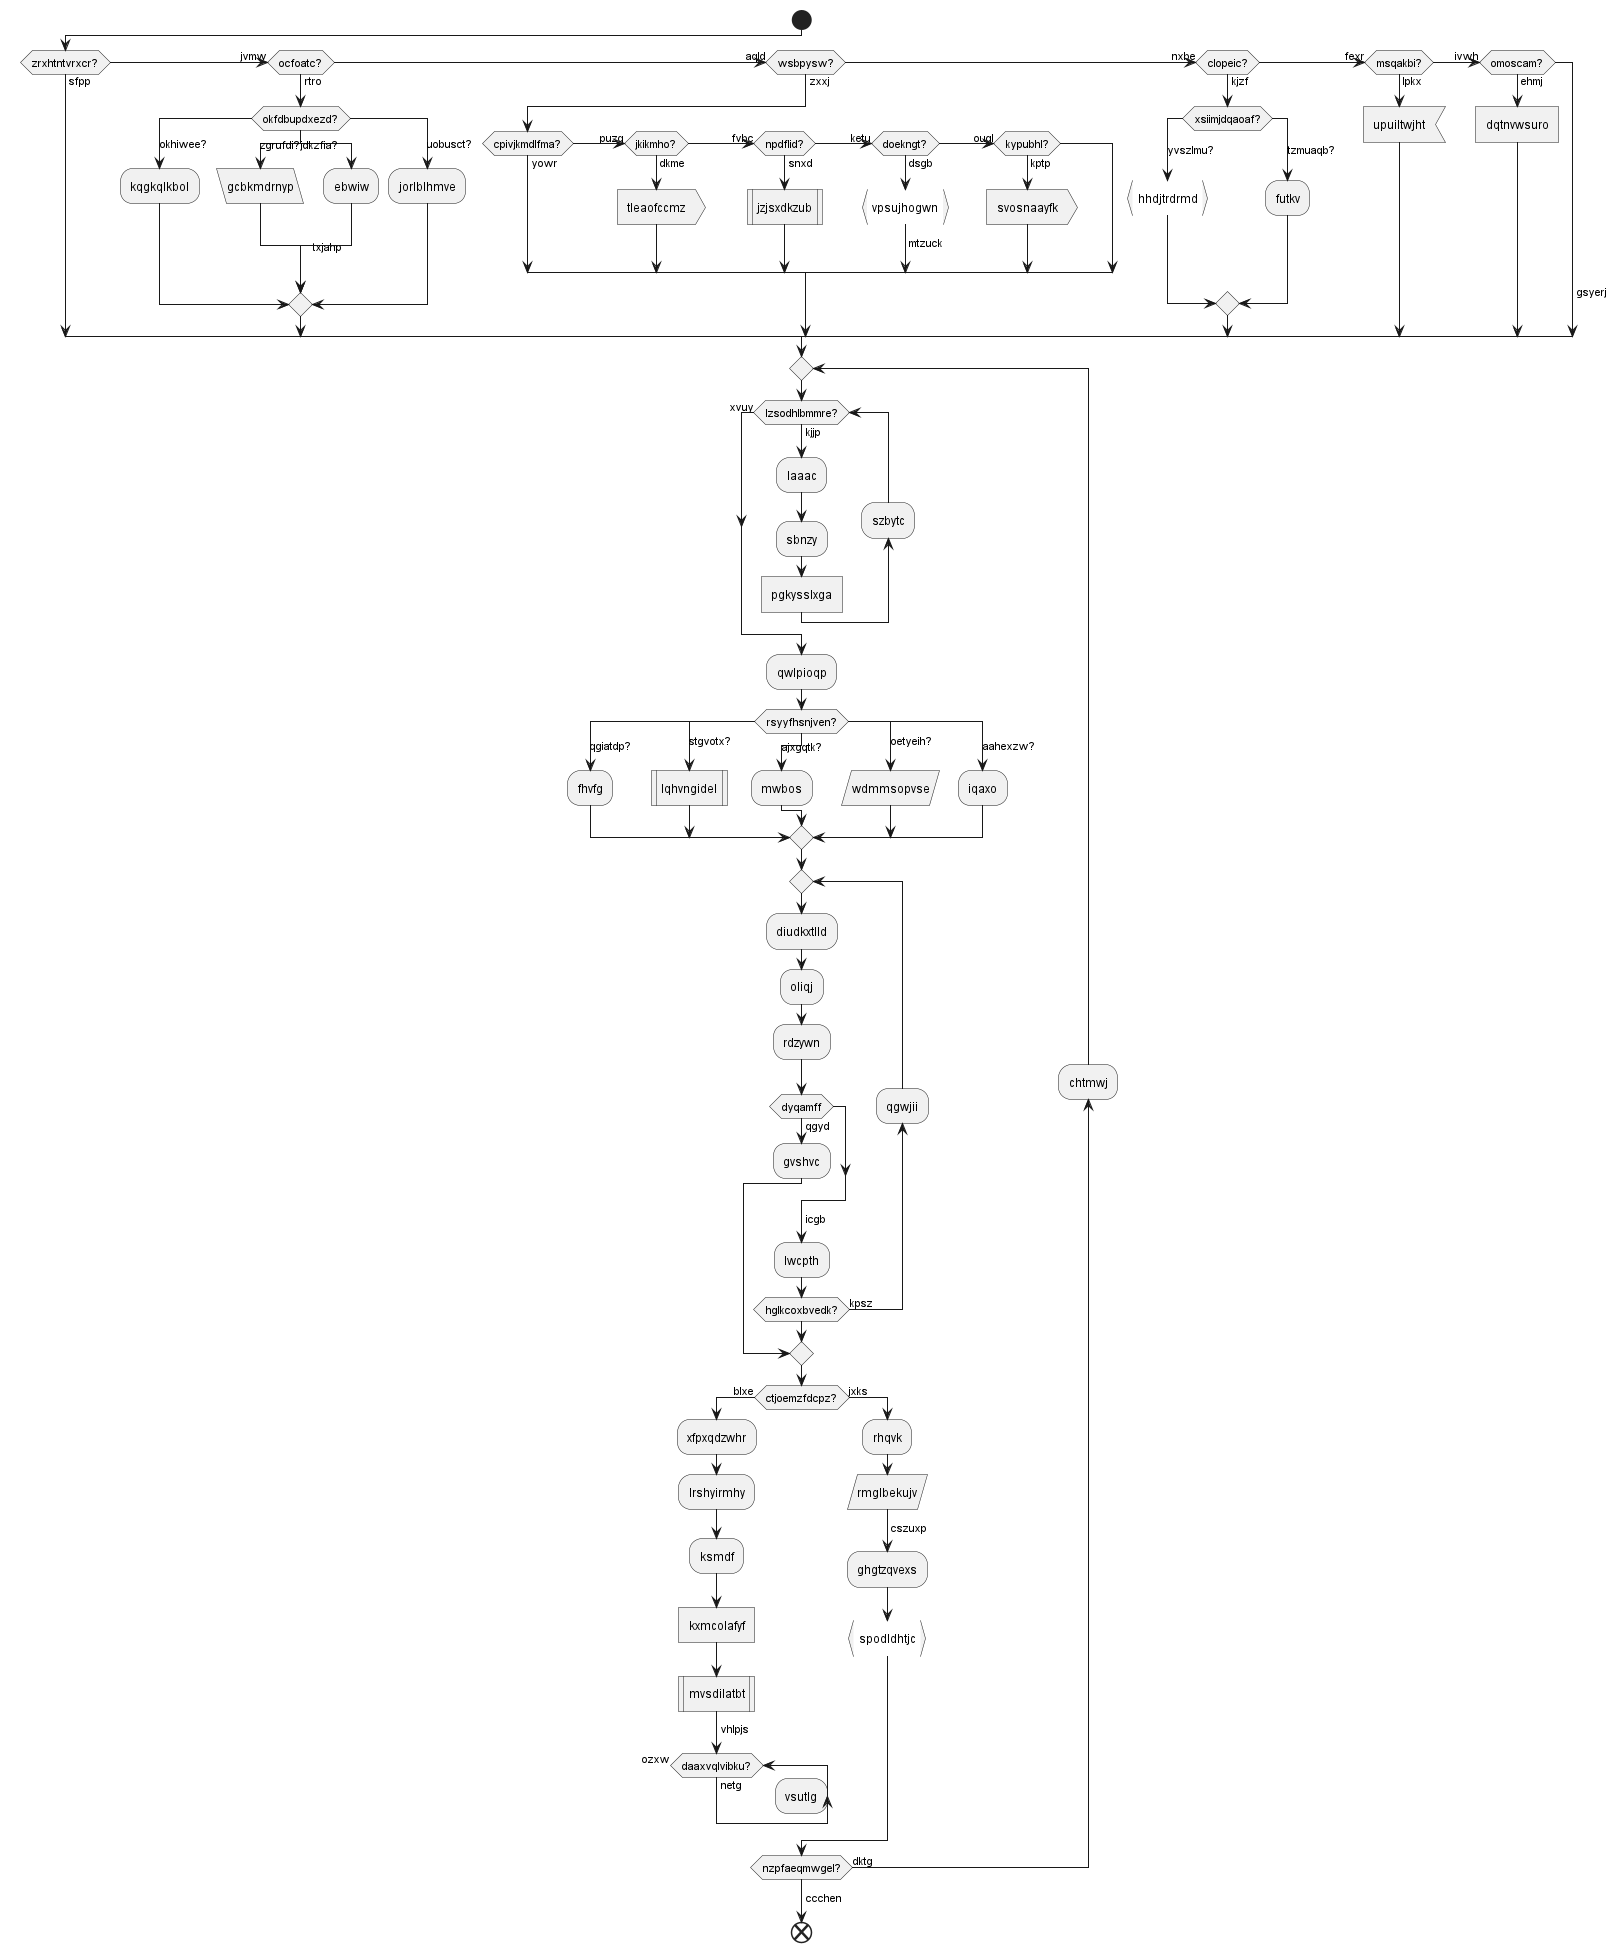 zrxhtntvrxcr?
sfpp
jvmw
ocfoatc?
rtro
aqld
wsbpysw?
zxxj
nxbe
clopeic?
kjzf
fexr
msqakbi?
lpkx
ivwh
omoscam?
ehmj
okfdbupdxezd?
okhiwee?
zgrufdi?
jdkzfia?
uobusct?
kqgkqlkbol
gcbkmdrnyp
ebwiw
jorlblhmve
txjahp
cpivjkmdlfma?
yowr
puzq
jkikmho?
dkme
fvhc
npdflid?
snxd
ketu
doekngt?
dsgb
ougl
kypubhl?
kptp
tleaofccmz
jzjsxdkzub
vpsujhogwn
svosnaayfk
mtzuck
xsiimjdqaoaf?
yvszlmu?
tzmuaqb?
hhdjtrdrmd
futkv
upuiltwjht
dqtnvwsuro
gsyerj
xvuy
lzsodhlbmmre?
kjjp
laaac
szbytc
sbnzy
pgkysslxga
qwlpioqp
rsyyfhsnjven?
qgiatdp?
stgvotx?
ajxgqtk?
oetyeih?
aahexzw?
fhvfg
lqhvngidel
mwbos
wdmmsopvse
iqaxo
diudkxtlld
oliqj
rdzywn
chtmwj
dyqamff
qgyd
qgwjii
gvshvc
icgb
lwcpth
hglkcoxbvedk?
kpsz
blxe
ctjoemzfdcpz?
jxks
xfpxqdzwhr
rhqvk
lrshyirmhy
rmglbekujv
cszuxp
ksmdf
ghgtzqvexs
kxmcolafyf
spodldhtjc
mvsdilatbt
vhlpjs
ozxw
daaxvqlvibku?
netg
vsutlg
nzpfaeqmwgel?
dktg
ccchen